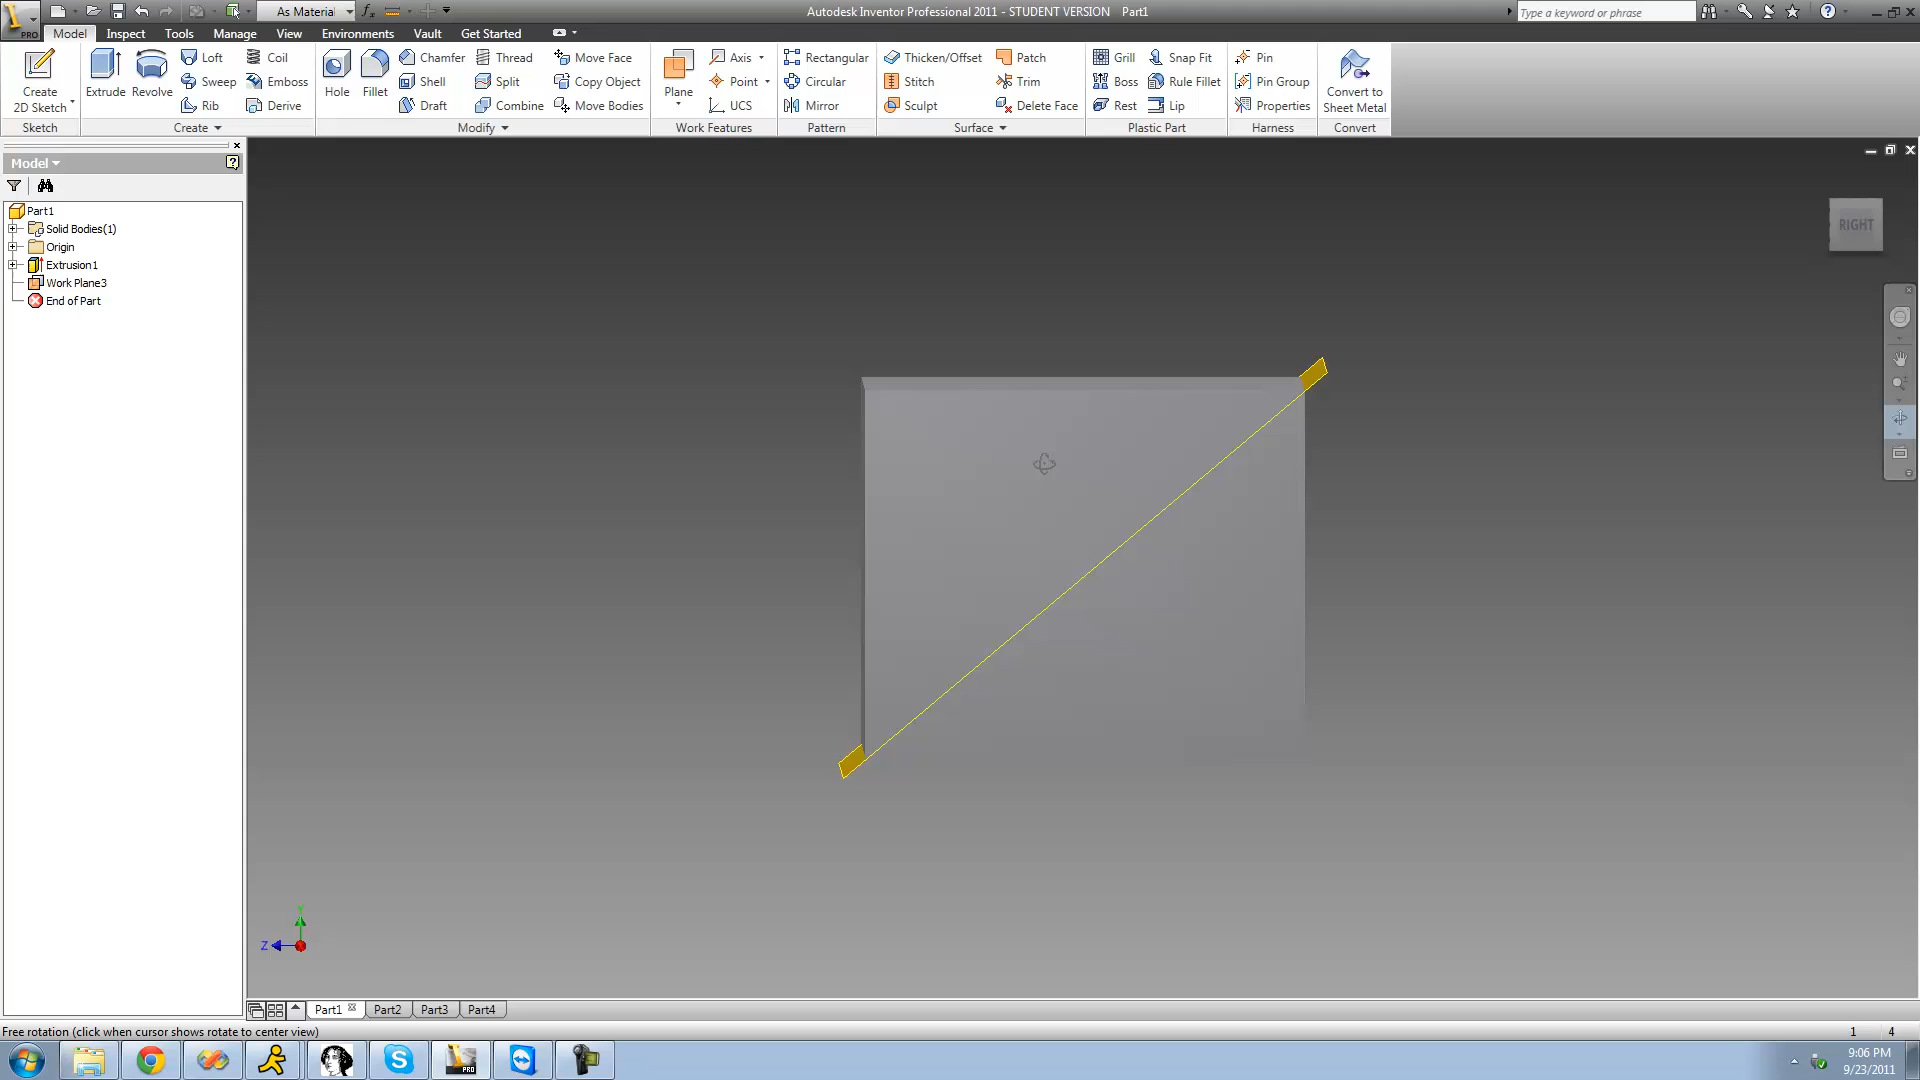 As Material
Autodesk Inventor Professional 2011 - STUDENT VERSION Part1
Type a keyword or phrase
PRO
Model Inspect Tools Manage View Environments Vault Get Started
Create 2D Sketch
Extrude
Revolve
Loft
Sweep
Rib
Coil
Emboss
Derive
Hole
Fillet
Chamfer
Shell
Draft
Thread
Split
Combine
Move Face
Copy Object
Move Bodies
Plane
Axis
Point
UCS
Rectangular
Circular
Mirror
Thicken/Offset
Stitch
Sculpt
Patch
Trim
Delete Face
Grill
Boss
Rest
Snap Fit
Rule Fillet
Lip
Pin
Pin Group
Properties
Convert to Sheet Metal
Sketch Create Modify Work Features Pattern Surface Plastic Part Harness Convert
Model
Part1
Solid Bodies(1)
Origin
Extrusion1
Work Plane3
End of Part
RIGHT
Y
Z
Part1 Part2 Part3 Part4
Free rotation (click when cursor shows rotate to center view)
1 4
PRO
9:06 PM
9/23/2011